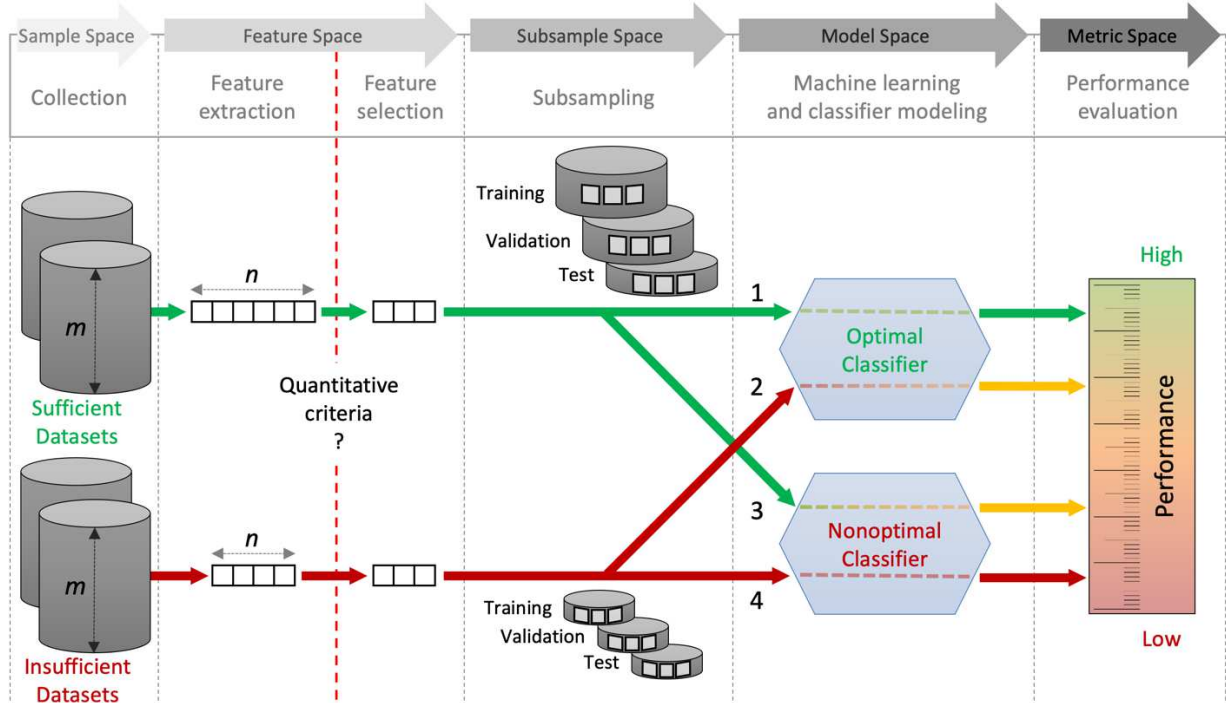 Sample Space
Feature Space
Subsample Space
Model Space
Metric Space
Collection
Feature
extraction
Feature
selection
Subsampling
Machine learning
and classifier modeling
Performance
evaluation
Training
Validation
Test
n
m
1
2
3
4
Quantitative
criteria
?
Sufficient
Datasets
Optimal
Classifier
High
Performance
Low
n
m
Nonoptimal
Classifier
Training
Validation
Test
Insufficient
Datasets